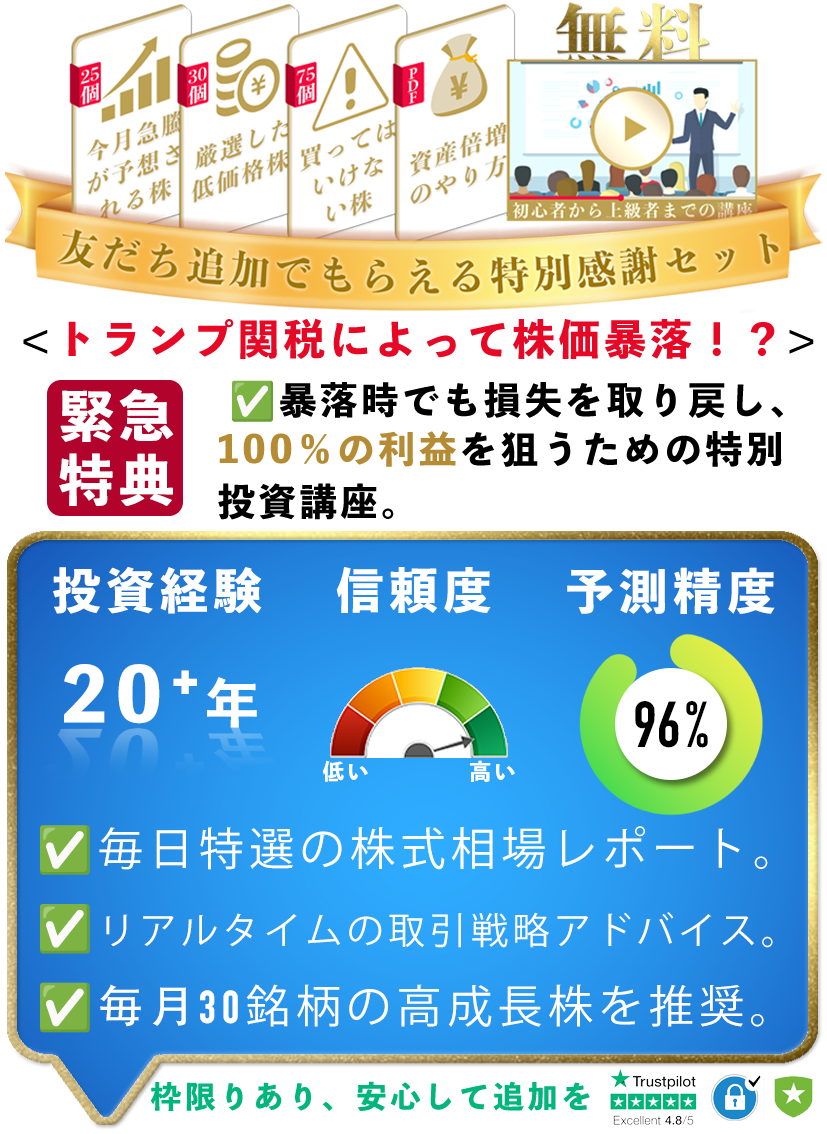 無料
25個
今月急騰
が予想さ
れる株
30個
厳選した
低価格株
75個
買っては
いけな
い株
PDF
資産倍増
のやり方
初心者から上級者までの講座
友だち追加でもらえる特別感謝セット
<トランプ関税によって株価暴落！？>
緊急
特典
✅暴落時でも損失を取り戻し、
100％の利益を狙うための特別
投資講座。
投資経験
信頼度
予測精度
20+年
低い
高い
96%
✅毎日特選の株式相場レポート。
✅リアルタイムの取引戦略アドバイス。
✅毎月30銘柄の高成長株を推奨。
枠限りあり、安心して追加を
Trustpilot
Excellent 4.8/5